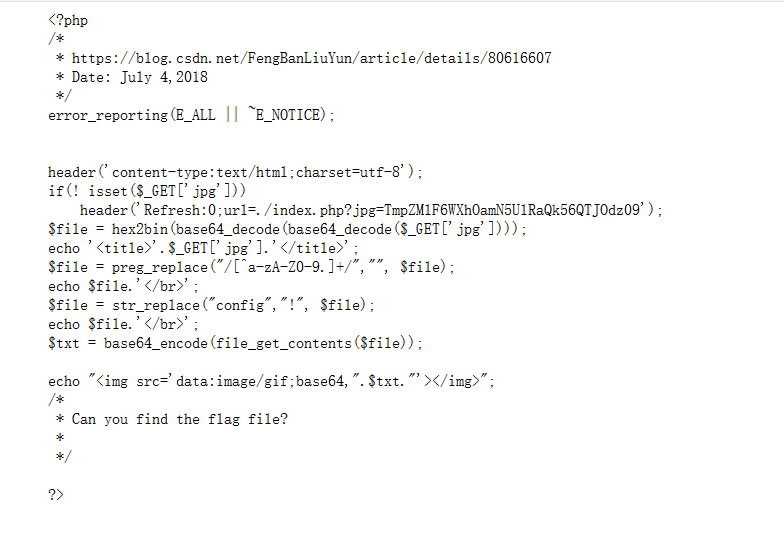 <?php
/*
* https://blog.csdn.net/FengBanLiuYun/article/details/80616607
* Date: July 4,2018
*/
error_reporting(E_ALL || ~E_NOTICE);
header('content-type:text/html;charset=utf-8');
if(! isset($_GET['jpg']))
header('Refresh:0;url=./index.php?jpg=TmpZMlF6WXhOamN5UlRaQk56QTJOdz09');
$file = hex2bin(base64_decode(base64_decode($_GET['jpg'])));
echo '<title>'.$_GET['jpg'].'</title>';
$file = preg_replace("/[^a-zA-Z0-9.]+/","", $file);
echo $file.'</br>';
$file = str_replace("config","!", $file);
echo $file.'</br>';
$txt = base64_encode(file_get_contents($file));
echo "<img src='data:image/gif;base64,".$txt."'></img>";
/*
* Can you find the flag file?
*
*/
?>